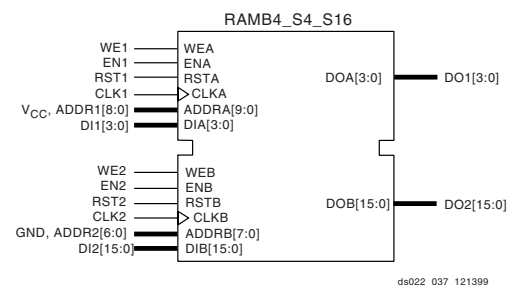 RAMB4_S4_S16
WE1 WEA
EN1 ENA
RST1 RSTA DOA[3:0] DO1[3:0]
CLK1 CLKA
VCC, ADDR1[8:0] ADDRA[9:0]
DI1[3:0] DIA[3:0]
WE2 WEB
EN2 ENB
RST2 RSTB DOB[15:0] DO2[15:0]
CLK2 CLKB
GND, ADDR2[6:0] ADDRB[7:0]
DI2[15:0] DIB[15:0]
ds022_037_121399